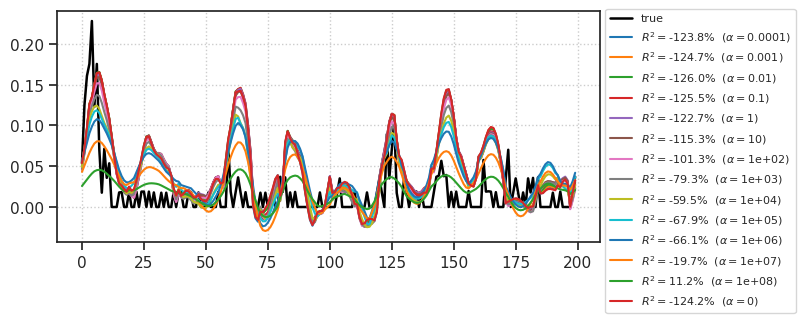 0.20
0.15
0.10
0.05
0.00
0 25 50 75 100 125 150 175 200
true
R² = -123.8% (α = 0.0001)
R² = -124.7% (α = 0.001)
R² = -126.0% (α = 0.01)
R² = -125.5% (α = 0.1)
R² = -122.7% (α = 1)
R² = -115.3% (α = 10)
R² = -101.3% (α = 1e+02)
R² = -79.3% (α = 1e+03)
R² = -59.5% (α = 1e+04)
R² = -67.9% (α = 1e+05)
R² = -66.1% (α = 1e+06)
R² = -19.7% (α = 1e+07)
R² = 11.2% (α = 1e+08)
R² = -124.2% (α = 0)